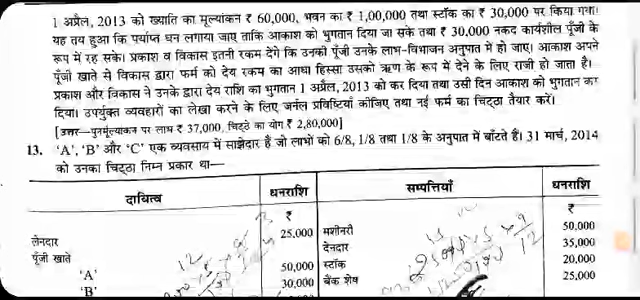 1 अप्रैल, 2013 को ख्याति का मूल्यांकन ₹ 60,000, भवन का ₹ 1,00,000 तथा स्टॉक का ₹ 30,000 पर किया गया।
यह तय हुआ कि पर्याप्त धन लगाया जाए ताकि आकाश को भुगतान दिया जा सके तथा ₹ 30,000 नकद कार्यशील पूँजी के
रूप में रह सके। प्रकाश व विकास इतनी रकम देंगे कि उनकी पूँजी उनके लाभ-विभाजन अनुपात में हो जाए। आकाश अपने
पूँजी खाते से विकास द्वारा फर्म को देय रकम का आधा हिस्सा उसको ऋण के रूप में देने के लिए राजी हो जाता है।
प्रकाश और विकास ने उनके द्वारा देय राशि का भुगतान 1 अप्रैल, 2013 को कर दिया तथा उसी दिन आकाश को भुगतान कर
दिया। उपर्युक्त व्यवहारों का लेखा करने के लिए जर्नल प्रविष्टियाँ कीजिए तथा नई फर्म का चिट्ठा तैयार करें।
[उत्तर—पुनर्मूल्यांकन पर लाभ ₹ 37,000, चिट्ठे का योग ₹ 2,80,000]
13. 'A', 'B' और 'C' एक व्यवसाय में साझेदार हैं जो लाभों को 6/8, 1/8 तथा 1/8 के अनुपात में बाँटते हैं। 31 मार्च, 2014
को उनका चिट्ठा निम्न प्रकार था—
दायित्व धनराशि सम्पत्तियाँ धनराशि
₹ ₹
लेनदार 25,000 मशीनरी 50,000
पूँजी खाते देनदार 35,000
'A' 50,000 स्टॉक 20,000
'B' 30,000 बैंक शेष 25,000